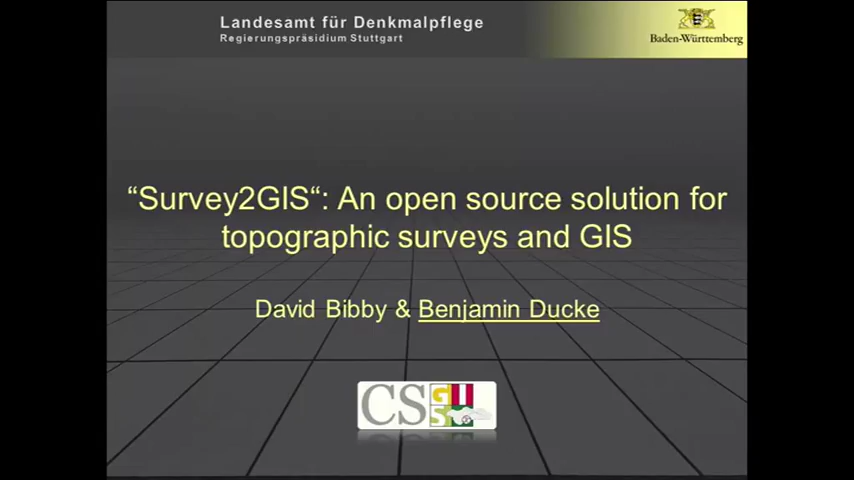 Landesamt für Denkmalpflege
Regierungspräsidium Stuttgart
Baden-Württemberg
“Survey2GIS“: An open source solution for
topographic surveys and GIS
David Bibby & Benjamin Ducke
CSGIS